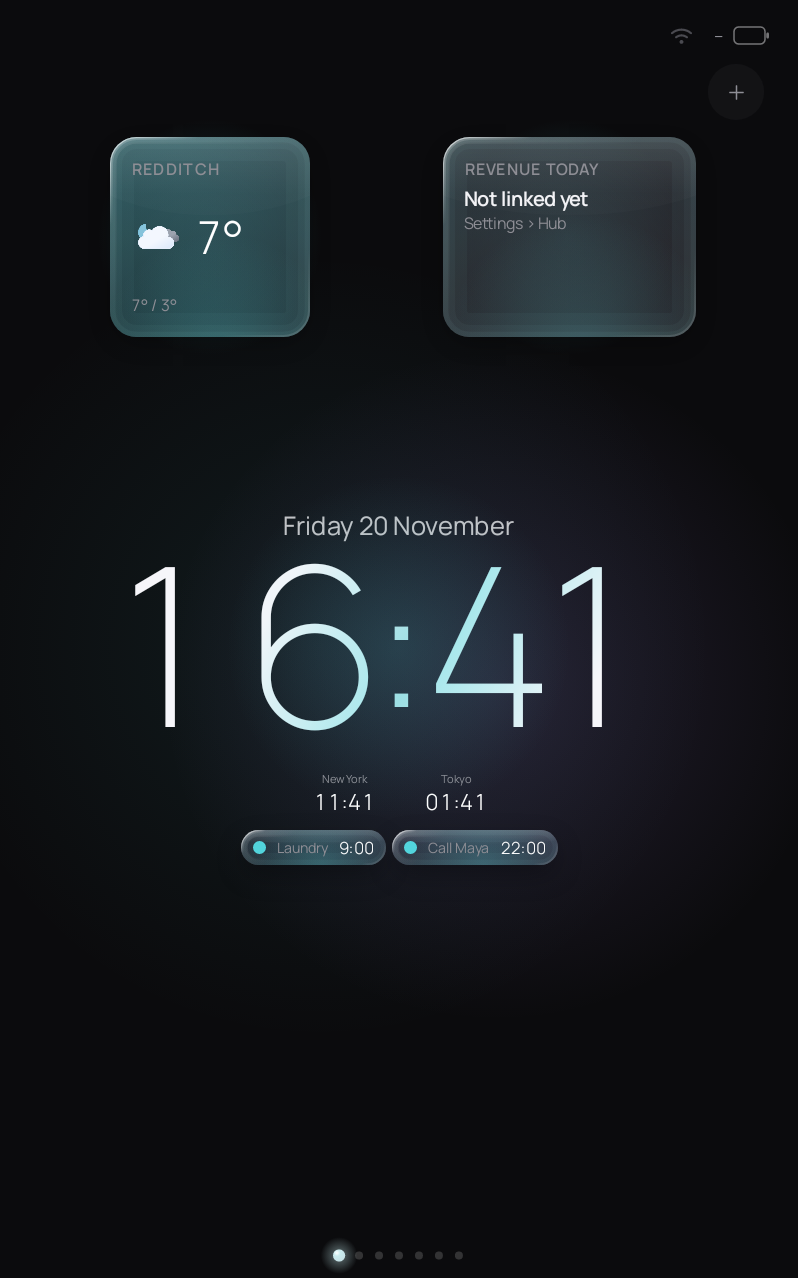 –
+
REDDITCH
7°
7° / 3°
REVENUE TODAY
Not linked yet
Settings › Hub
Friday 20 November
16:41
New York
11:41
Tokyo
01:41
Laundry 9:00
Call Maya 22:00